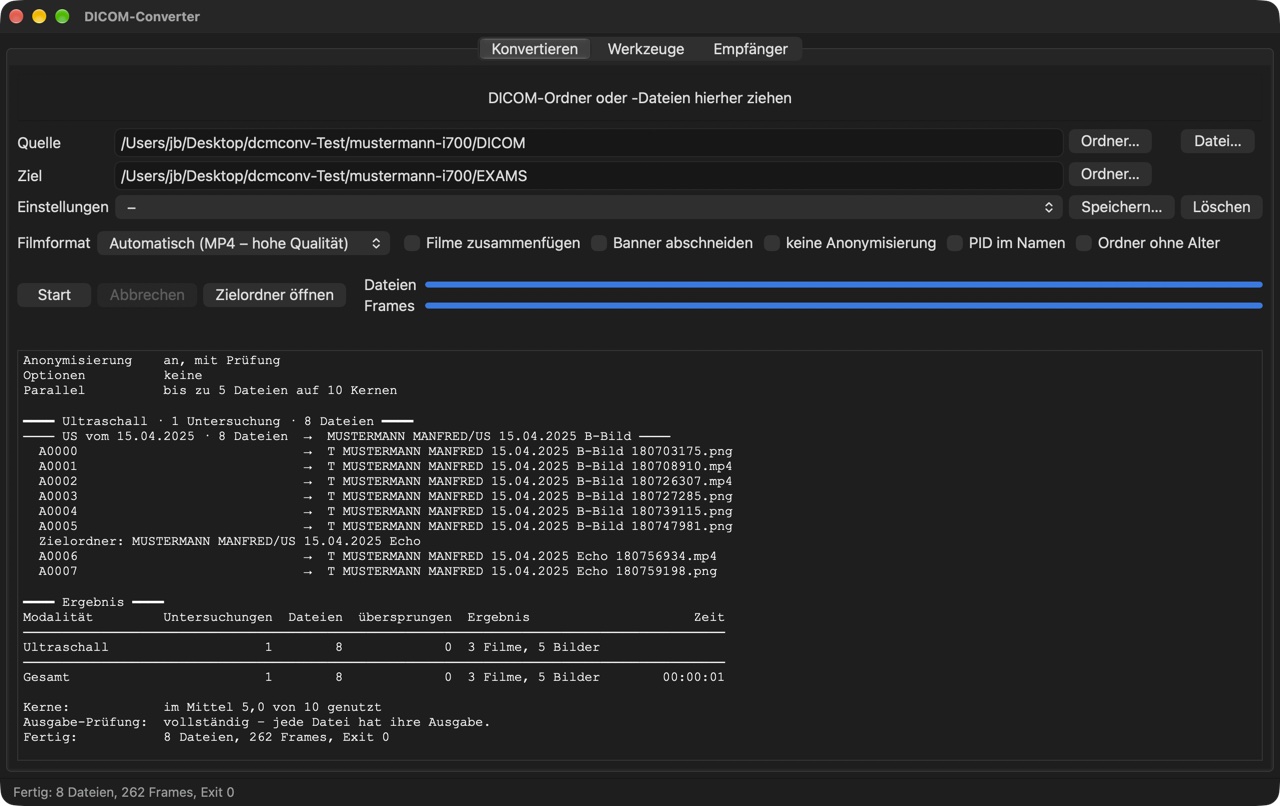 DICOM-Converter
Konvertieren Werkzeuge Empfänger
DICOM-Ordner oder -Dateien hierher ziehen
Quelle /Users/jb/Desktop/dcmconv-Test/mustermann-i700/DICOM Ordner... Datei...
Ziel /Users/jb/Desktop/dcmconv-Test/mustermann-i700/EXAMS Ordner...
Einstellungen – Speichern... Löschen
Filmformat Automatisch (MP4 – hohe Qualität) Filme zusammenfügen Banner abschneiden keine Anonymisierung PID im Namen Ordner ohne Alter
Start Abbrechen Zielordner öffnen Dateien
Frames
Anonymisierung an, mit Prüfung
Optionen keine
Parallel bis zu 5 Dateien auf 10 Kernen
━━━━ Ultraschall · 1 Untersuchung · 8 Dateien ━━━━
──── US vom 15.04.2025 · 8 Dateien → MUSTERMANN MANFRED/US 15.04.2025 B-Bild ────
A0000 → T MUSTERMANN MANFRED 15.04.2025 B-Bild 180703175.png
A0001 → T MUSTERMANN MANFRED 15.04.2025 B-Bild 180708910.mp4
A0002 → T MUSTERMANN MANFRED 15.04.2025 B-Bild 180726307.mp4
A0003 → T MUSTERMANN MANFRED 15.04.2025 B-Bild 180727285.png
A0004 → T MUSTERMANN MANFRED 15.04.2025 B-Bild 180739115.png
A0005 → T MUSTERMANN MANFRED 15.04.2025 B-Bild 180747981.png
Zielordner: MUSTERMANN MANFRED/US 15.04.2025 Echo
A0006 → T MUSTERMANN MANFRED 15.04.2025 Echo 180756934.mp4
A0007 → T MUSTERMANN MANFRED 15.04.2025 Echo 180759198.png
━━━━ Ergebnis ━━━━
Modalität Untersuchungen Dateien übersprungen Ergebnis Zeit
Ultraschall 1 8 0 3 Filme, 5 Bilder
Gesamt 1 8 0 3 Filme, 5 Bilder 00:00:01
Kerne: im Mittel 5,0 von 10 genutzt
Ausgabe-Prüfung: vollständig – jede Datei hat ihre Ausgabe.
Fertig: 8 Dateien, 262 Frames, Exit 0
Fertig: 8 Dateien, 262 Frames, Exit 0